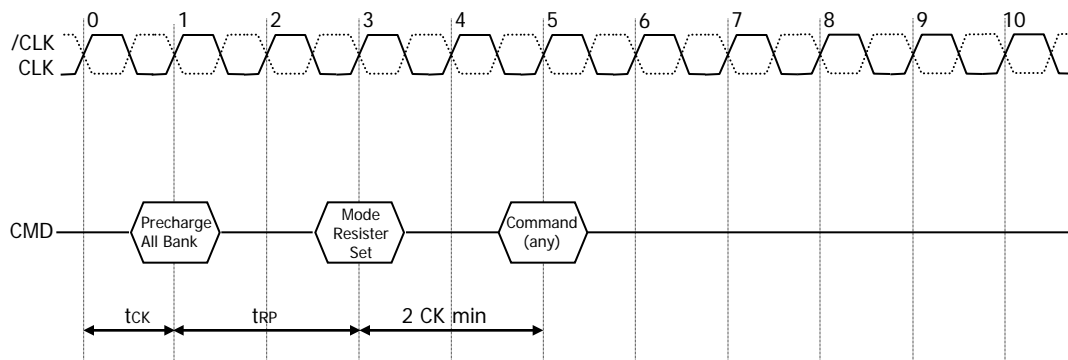 0 1 2 3 4 5 6 7 8 9 10
/CLK
CLK
CMD
Precharge
All Bank
Mode
Resister
Set
Command
(any)
tCK tRP 2 CK min